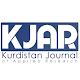 KJAR
Kurdistan Journal
of Applied Research